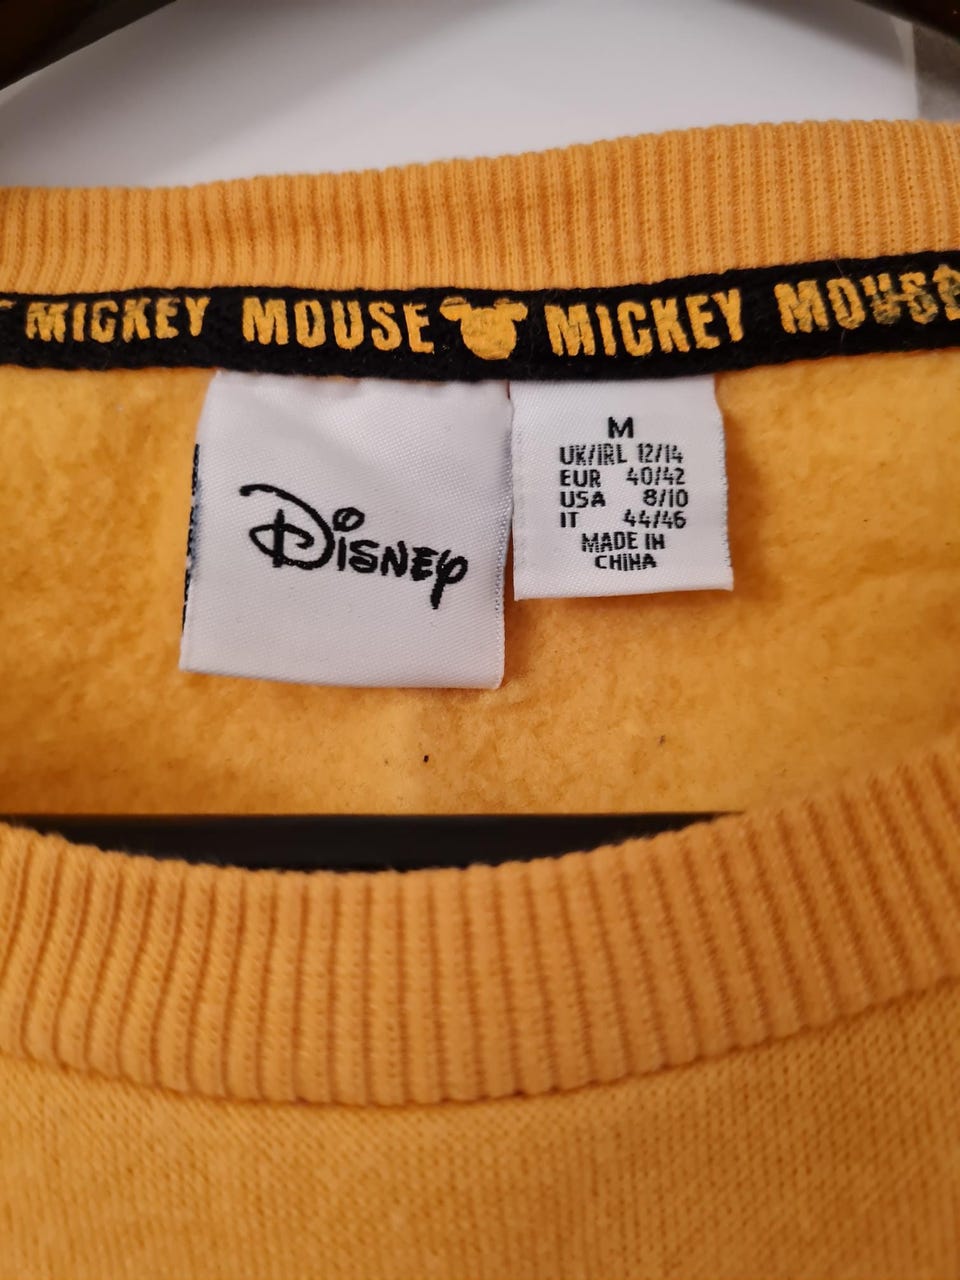 MICKEY MOUSE MICKEY MOUSE
Disney
M
UK/IRL 12/14
EUR 40/42
USA 8/10
IT 44/46
MADE IN
CHINA